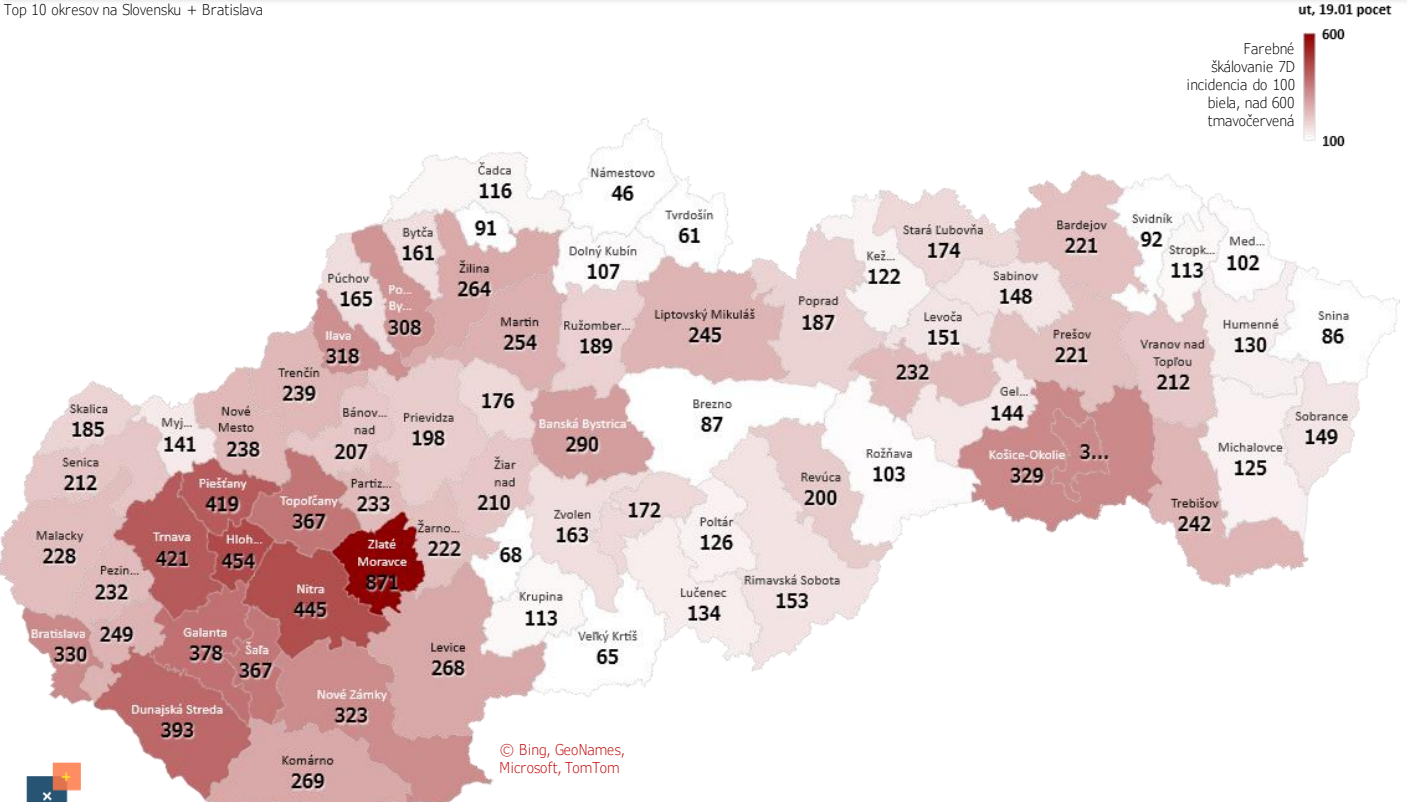 Top 10 okresov na Slovensku + Bratislava
ut, 19.01 pocet
600
Farebné
škálovanie 7D
incidencia do 100
biela, nad 600
tmavočervená
100
Čadca
116
Námestovo
46
91
Tvrdošín
61
Bytča
161
Dolný Kubín
107
Žilina
264
Púchov
165
Po...
By...
308
Ilava
318
Martin
254
Ružomber...
189
Liptovský Mikuláš
245
Poprad
187
Kež...
122
Stará Ľubovňa
174
Bardejov
221
Svidník
92
Stropk...
113
Med...
102
Sabinov
148
Levoča
151
Prešov
221
Vranov nad
Topľou
212
Humenné
130
Snina
86
232
Gel...
144
Trenčín
239
Skalica
185
Myj...
141
Nové
Mesto
238
Bánov...
nad
207
Prievidza
198
176
Banská Bystrica
290
Brezno
87
Rožňava
103
Košice-Okolie
329
3...
Michalovce
125
Sobrance
149
Trebišov
242
Senica
212
Piešťany
419
Topoľčany
367
Partiz...
233
Žiar
nad
210
Zvolen
163
172
Revúca
200
Poltár
126
Malacky
228
Trnava
421
Hloh...
454
Zlaté
Moravce
871
Žarno...
222
68
Pezin...
232
Nitra
445
Krupina
113
Lučenec
134
Rimavská Sobota
153
Bratislava
330
249
Galanta
378
Šaľa
367
Levice
268
Veľký Krtíš
65
Dunajská Streda
393
Nové Zámky
323
Komárno
269
© Bing, GeoNames,
Microsoft, TomTom